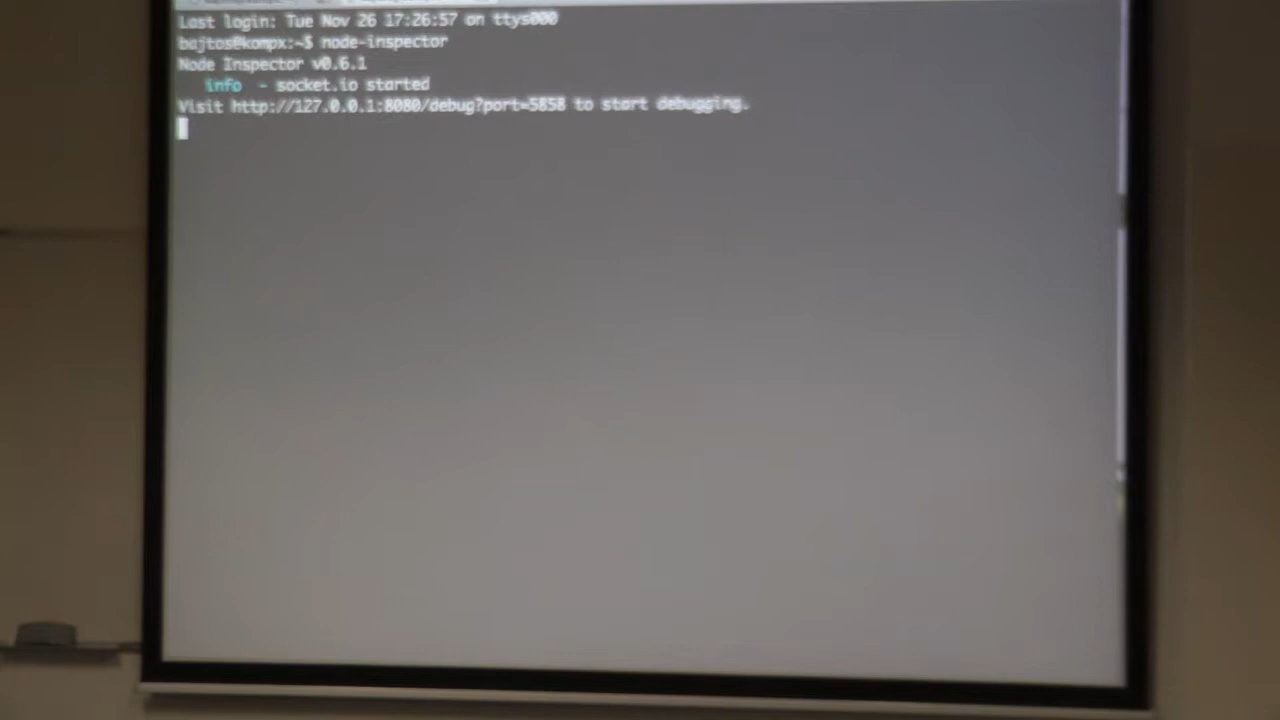 Last login: Tue Nov 26 17:26:57 on ttys000
bajtos@kompx:~$ node-inspector
Node Inspector v0.6.1
info - socket.io started
Visit http://127.0.0.1:8080/debug?port=5858 to start debugging.